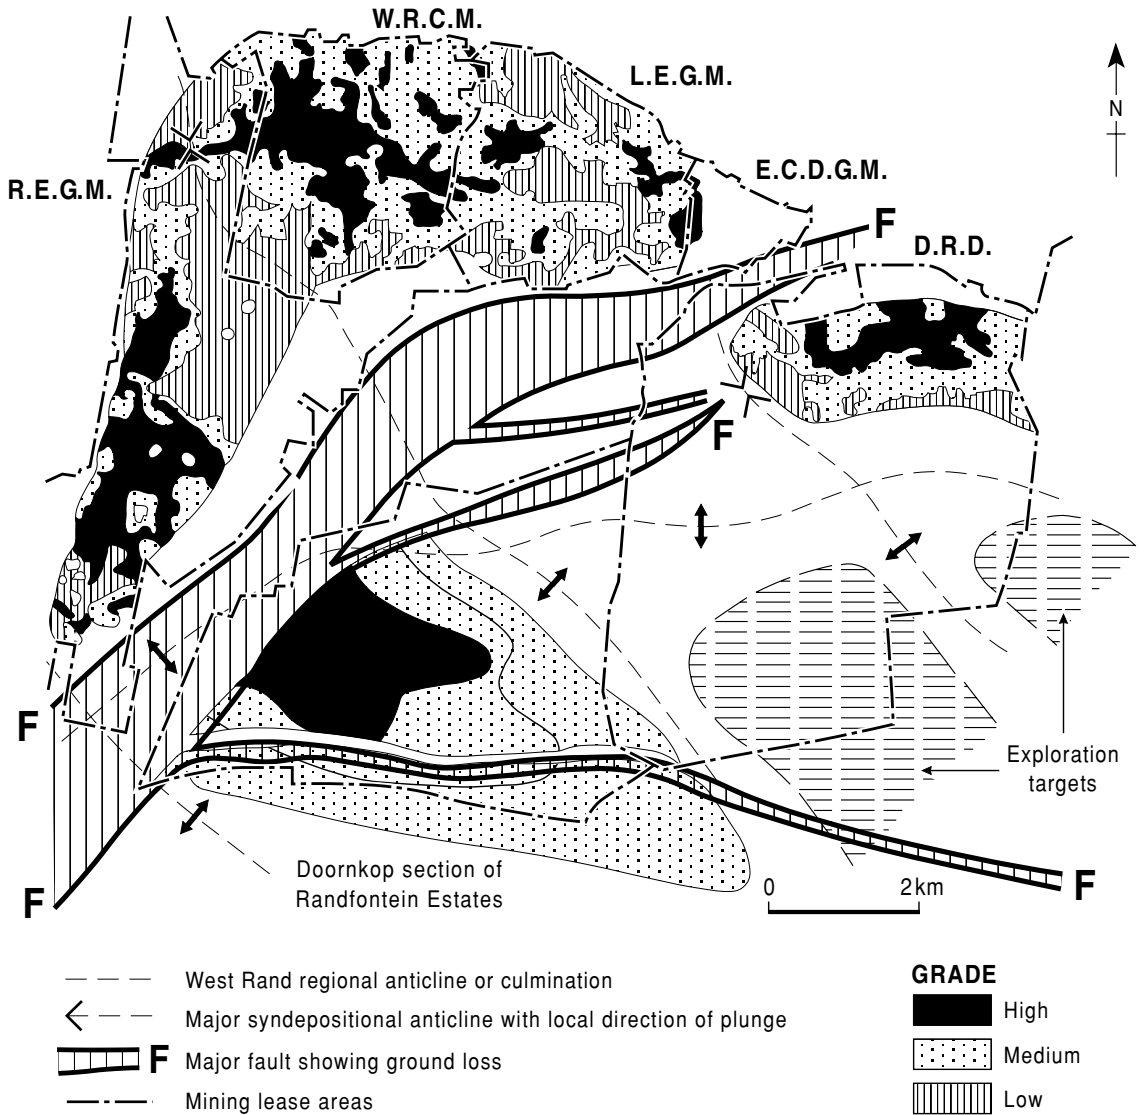 W.R.C.M.
L.E.G.M.
N
R.E.G.M.
E.C.D.G.M.
F
D.R.D.
F
F
Exploration
targets
Doornkop section of
Randfontein Estates
F
F
0 2km
West Rand regional anticline or culmination
Major syndepositional anticline with local direction of plunge
F Major fault showing ground loss
Mining lease areas
GRADE
High
Medium
Low